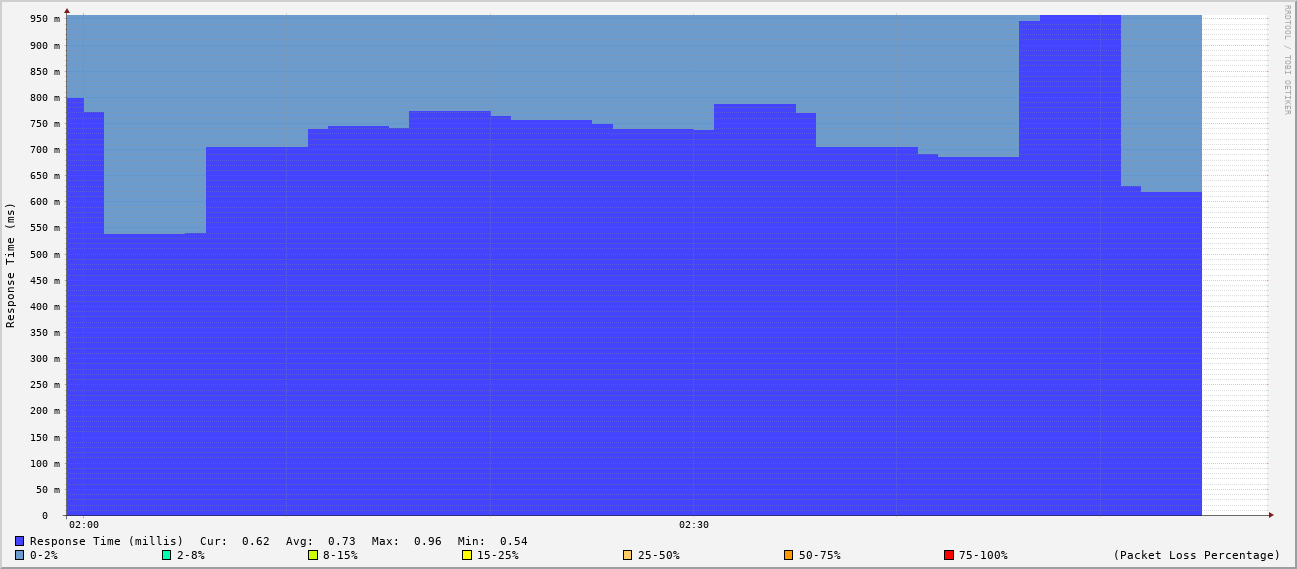 RRDTOOL / TOBI OETIKER
Response Time (ms)
950 m
900 m
850 m
800 m
750 m
700 m
650 m
600 m
550 m
500 m
450 m
400 m
350 m
300 m
250 m
200 m
150 m
100 m
50 m
0
02:00 02:30
Response Time (millis) Cur: 0.62 Avg: 0.73 Max: 0.96 Min: 0.54
0-2% 2-8% 8-15% 15-25% 25-50% 50-75% 75-100% (Packet Loss Percentage)